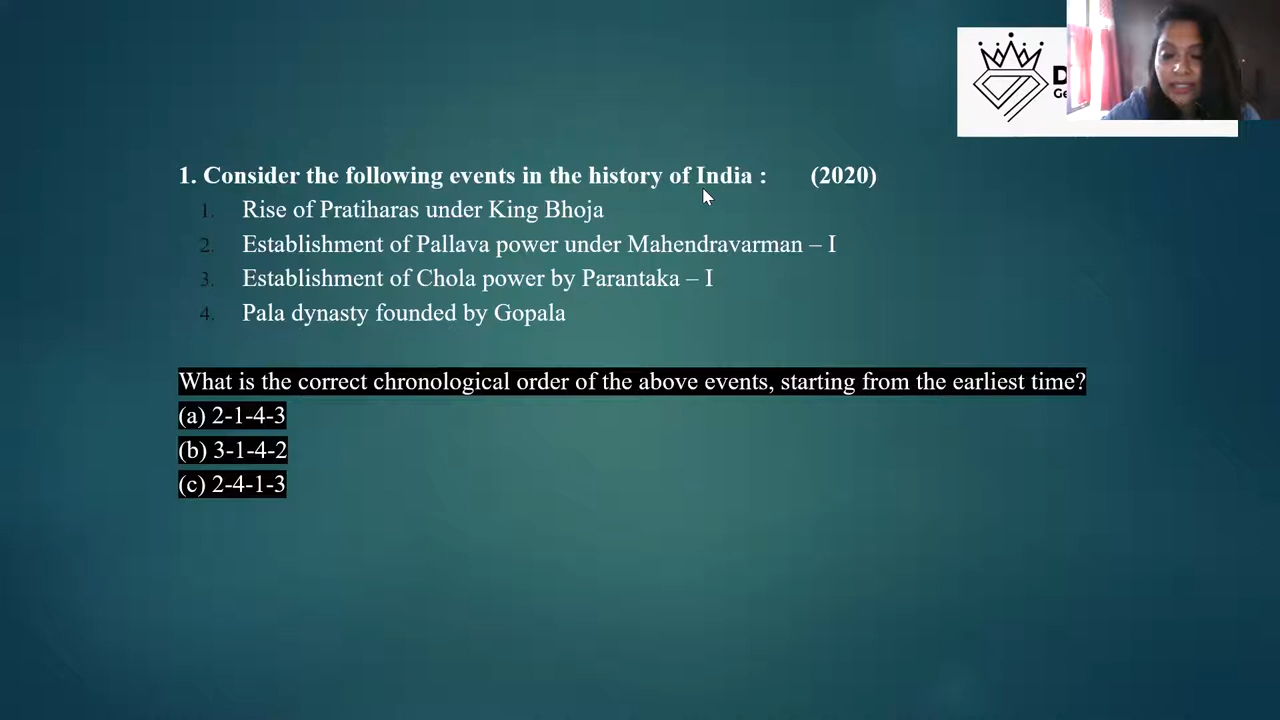 1. Consider the following events in the history of India : (2020)
1. Rise of Pratiharas under King Bhoja
2. Establishment of Pallava power under Mahendravarman – I
3. Establishment of Chola power by Parantaka – I
4. Pala dynasty founded by Gopala
What is the correct chronological order of the above events, starting from the earliest time?
(a) 2-1-4-3
(b) 3-1-4-2
(c) 2-4-1-3